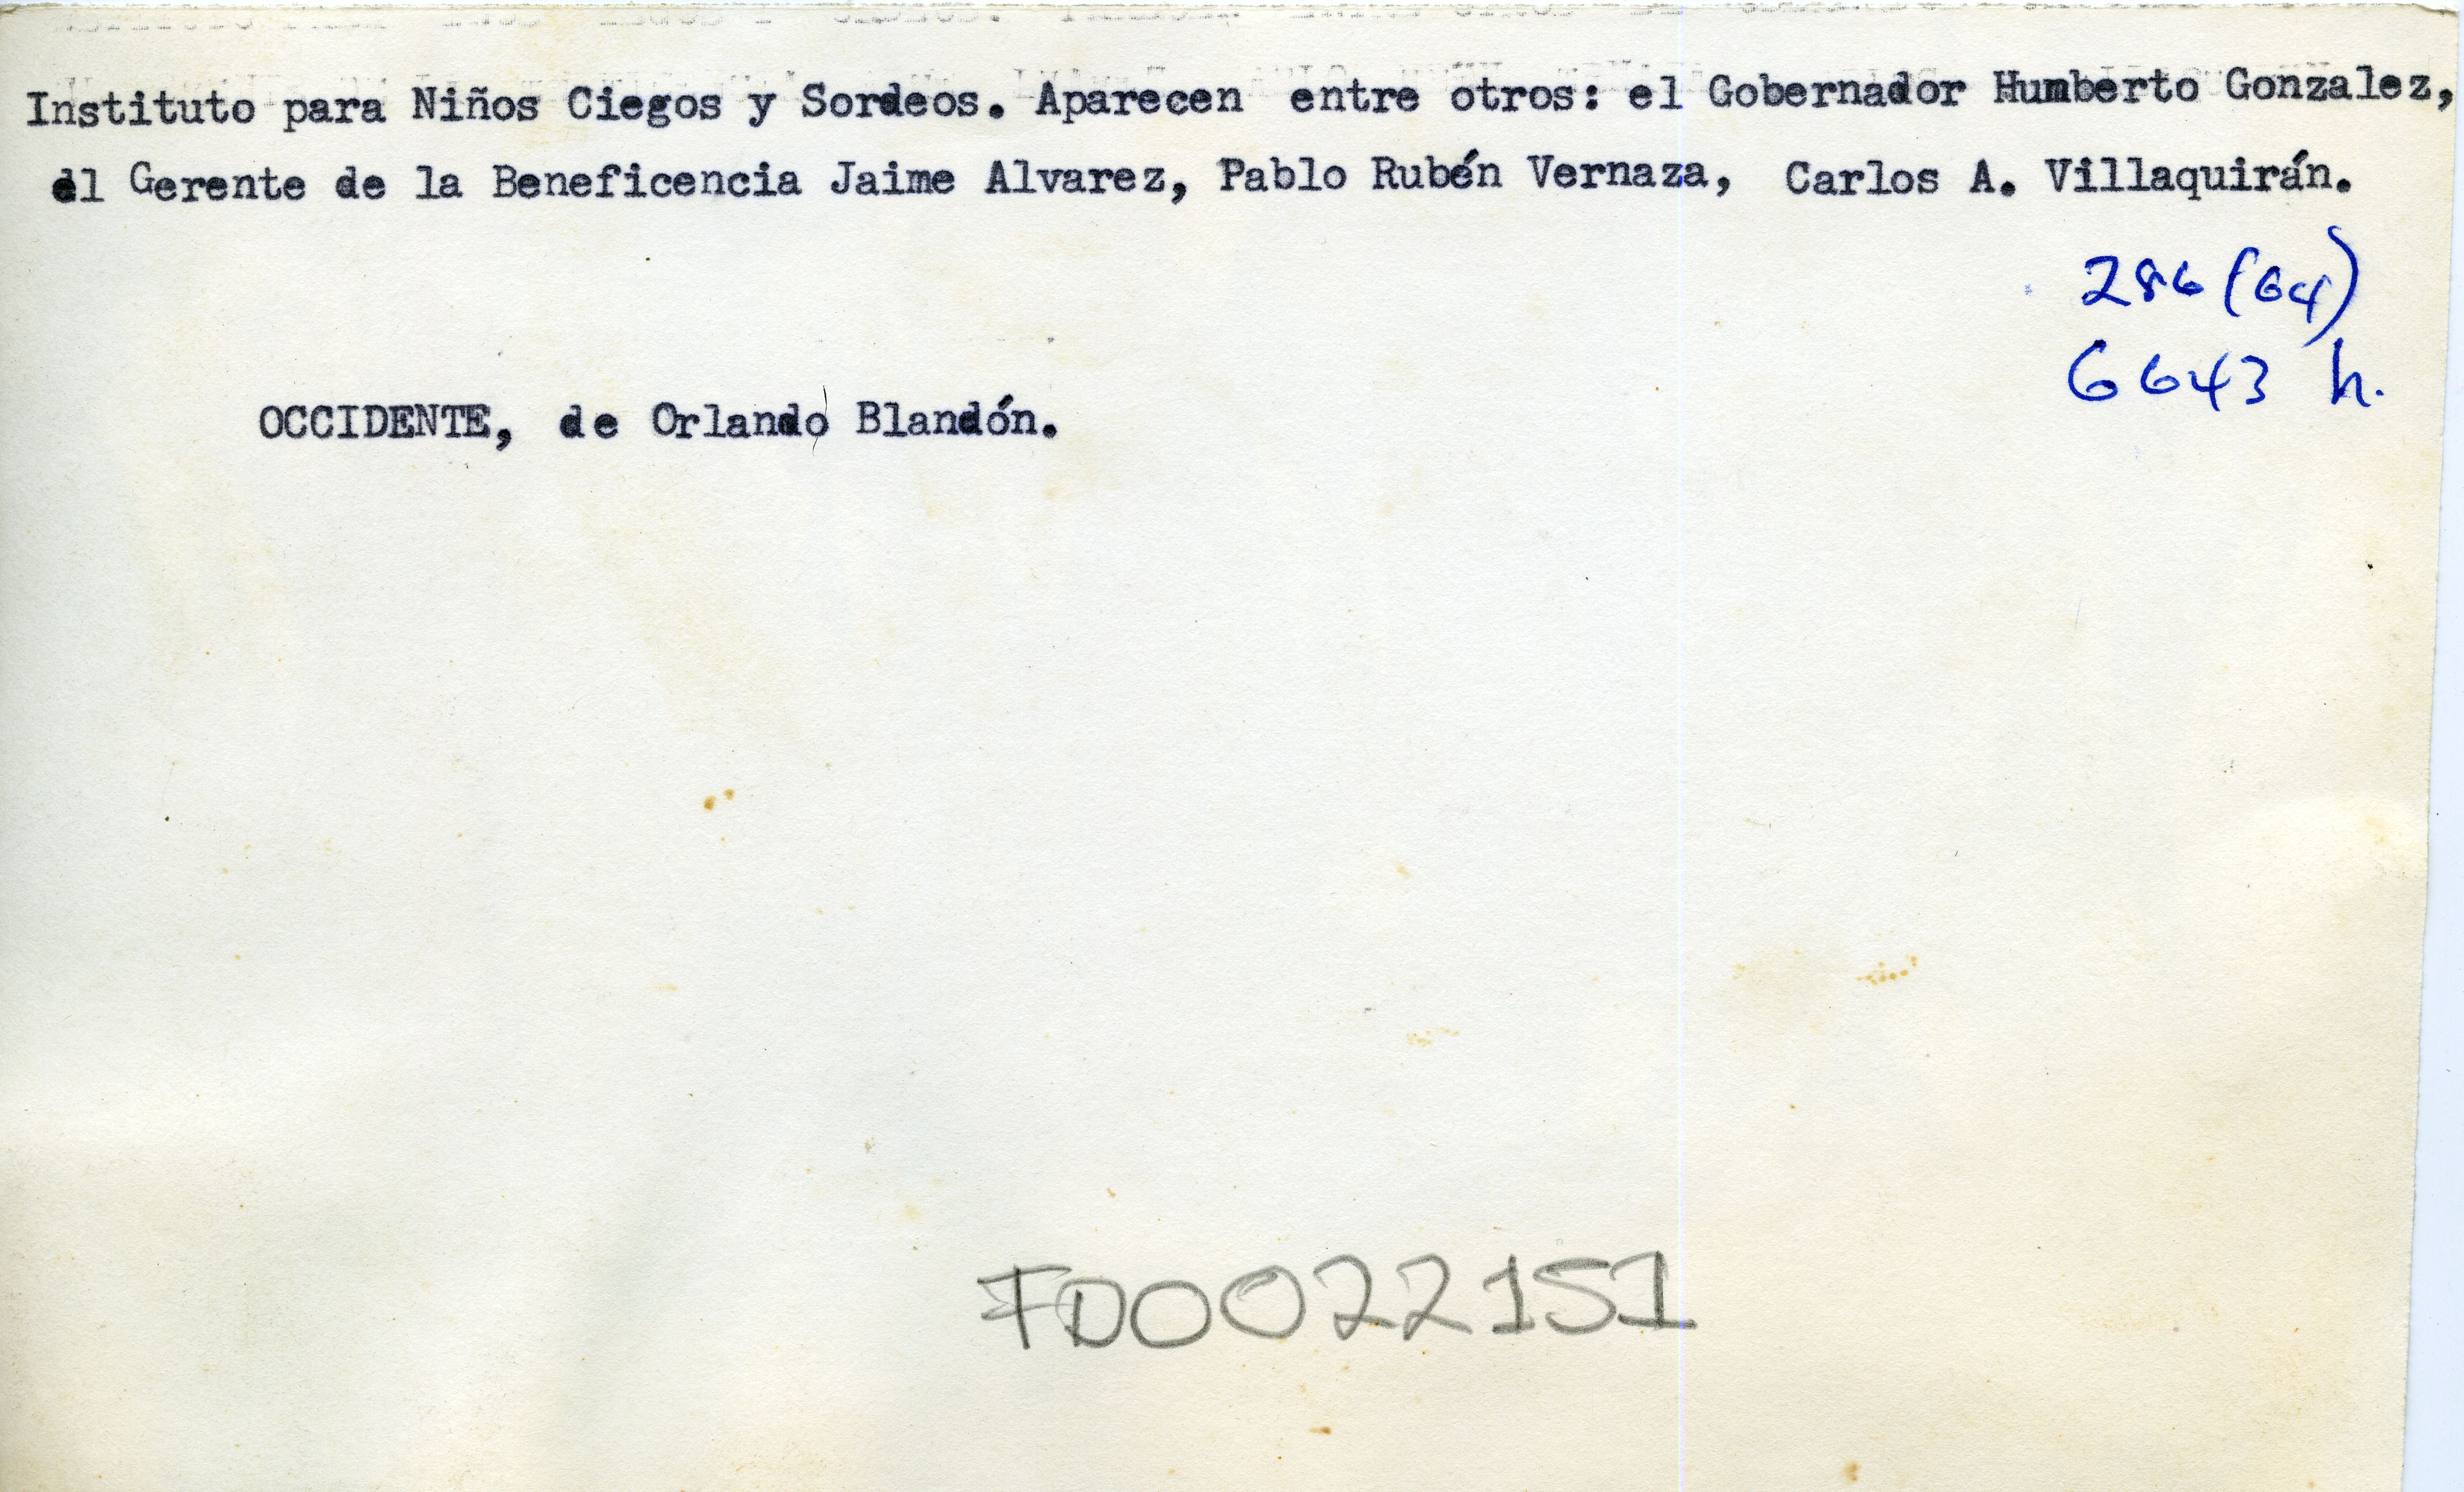 Instituto para Niños Ciegos y Sordeos. Aparecen entre otros: el Gobernador Humberto Gonzalez,
el Gerente de la Beneficencia Jaime Alvarez, Pablo Rubén Vernaza, Carlos A. Villaquirán.
286 (64)
6643 h.
OCCIDENTE, de Orlando Blandón.
FD0022151